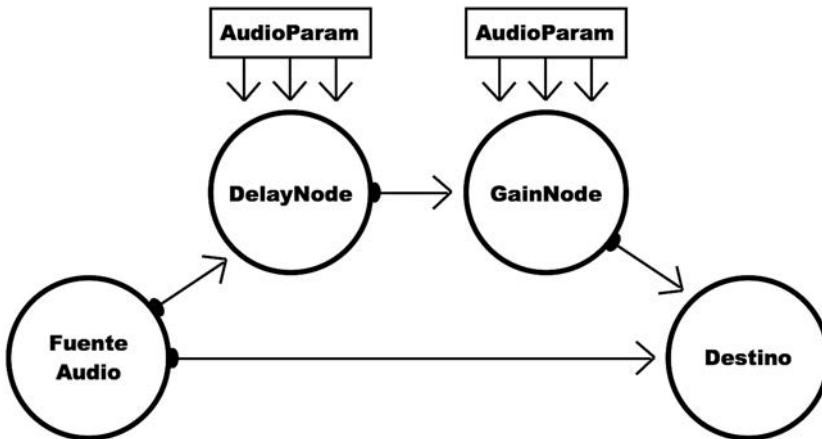 AudioParam
AudioParam
DelayNode
GainNode
Fuente
Audio
Destino